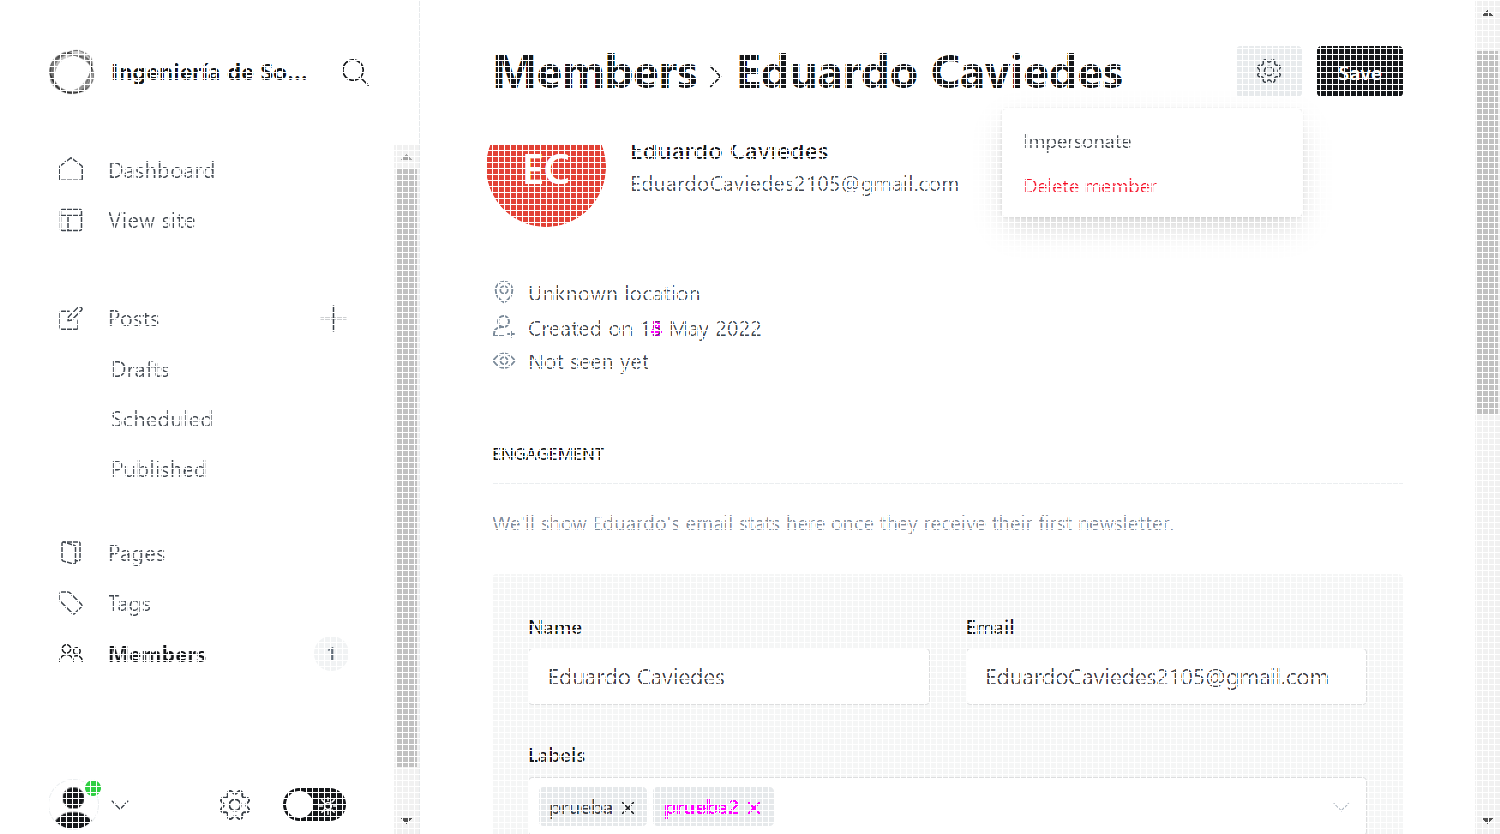 Ingeniería de So...
Dashboard
View site
Posts
Drafts
Scheduled
Published
Pages
Tags
Members 1
Members › Eduardo Caviedes
Save
Impersonate
Delete member
EC
Eduardo Caviedes
EduardoCaviedes2105@gmail.com
Unknown location
Created on May 2022
Not seen yet
ENGAGEMENT
We'll show Eduardo's email stats here once they receive their first newsletter.
Name
Eduardo Caviedes
Email
EduardoCaviedes2105@gmail.com
Labels
prueba × prueba2 ×